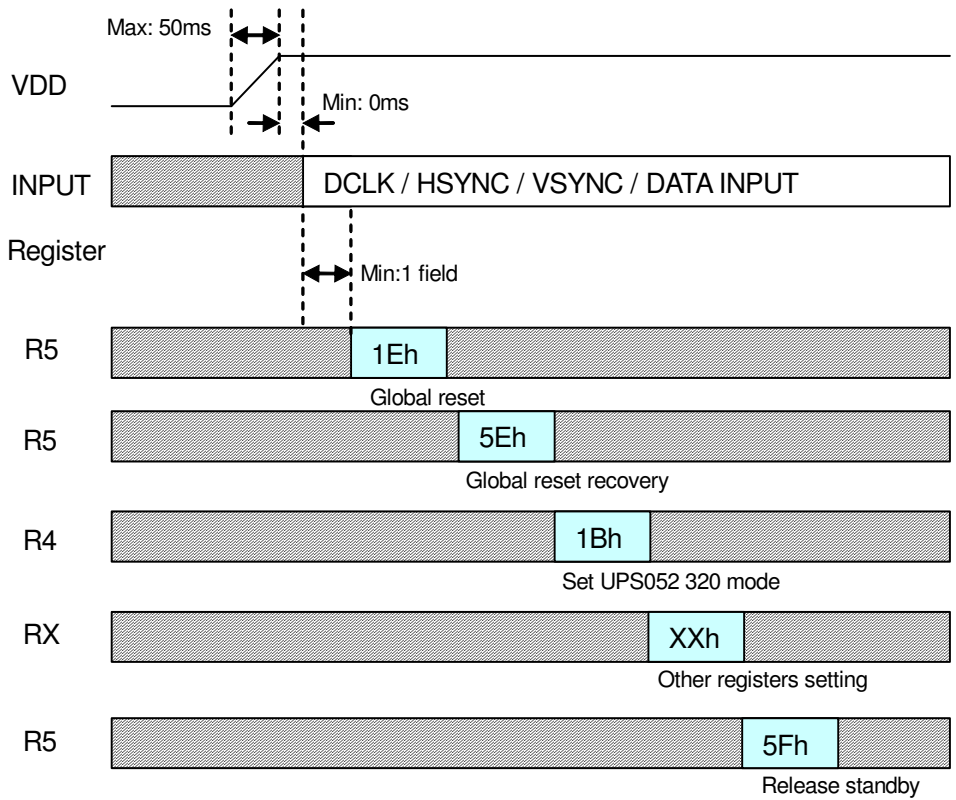 Max: 50ms
VDD
Min: 0ms
INPUT
DCLK / HSYNC / VSYNC / DATA INPUT
Register
Min:1 field
R5
1Eh
Global reset
R5
5Eh
Global reset recovery
R4
1Bh
Set UPS052 320 mode
RX
XXh
Other registers setting
R5
5Fh
Release standby